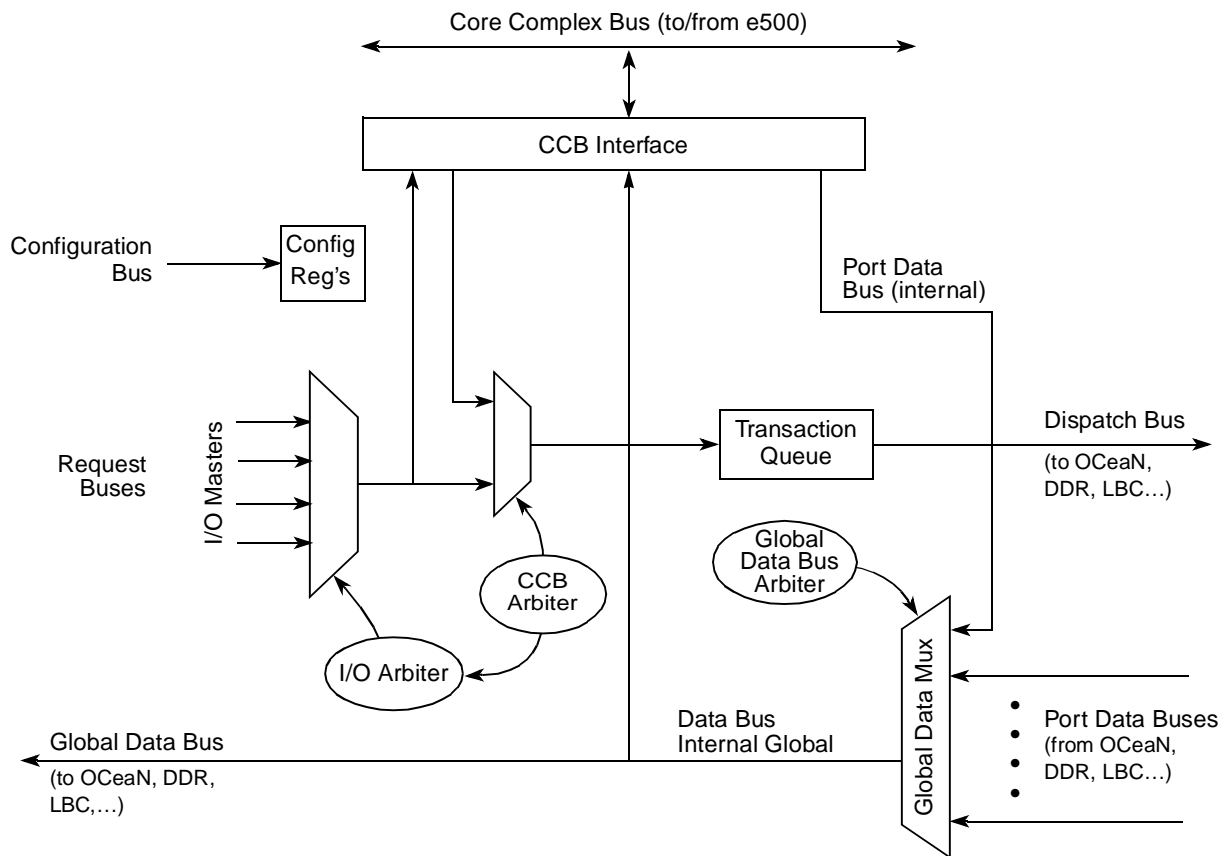 Core Complex Bus (to/from e500)
CCB Interface
Configuration
Bus
Config
Reg's
Port Data
Bus (internal)
Request
Buses
I/O Masters
Transaction
Queue
Dispatch Bus
(to OCeaN,
DDR, LBC…)
CCB
Arbiter
Global
Data Bus
Arbiter
I/O Arbiter
Global Data Mux
Global Data Bus
(to OCeaN, DDR,
LBC,…)
Data Bus
Internal Global
Port Data Buses
(from OCeaN,
DDR, LBC…)